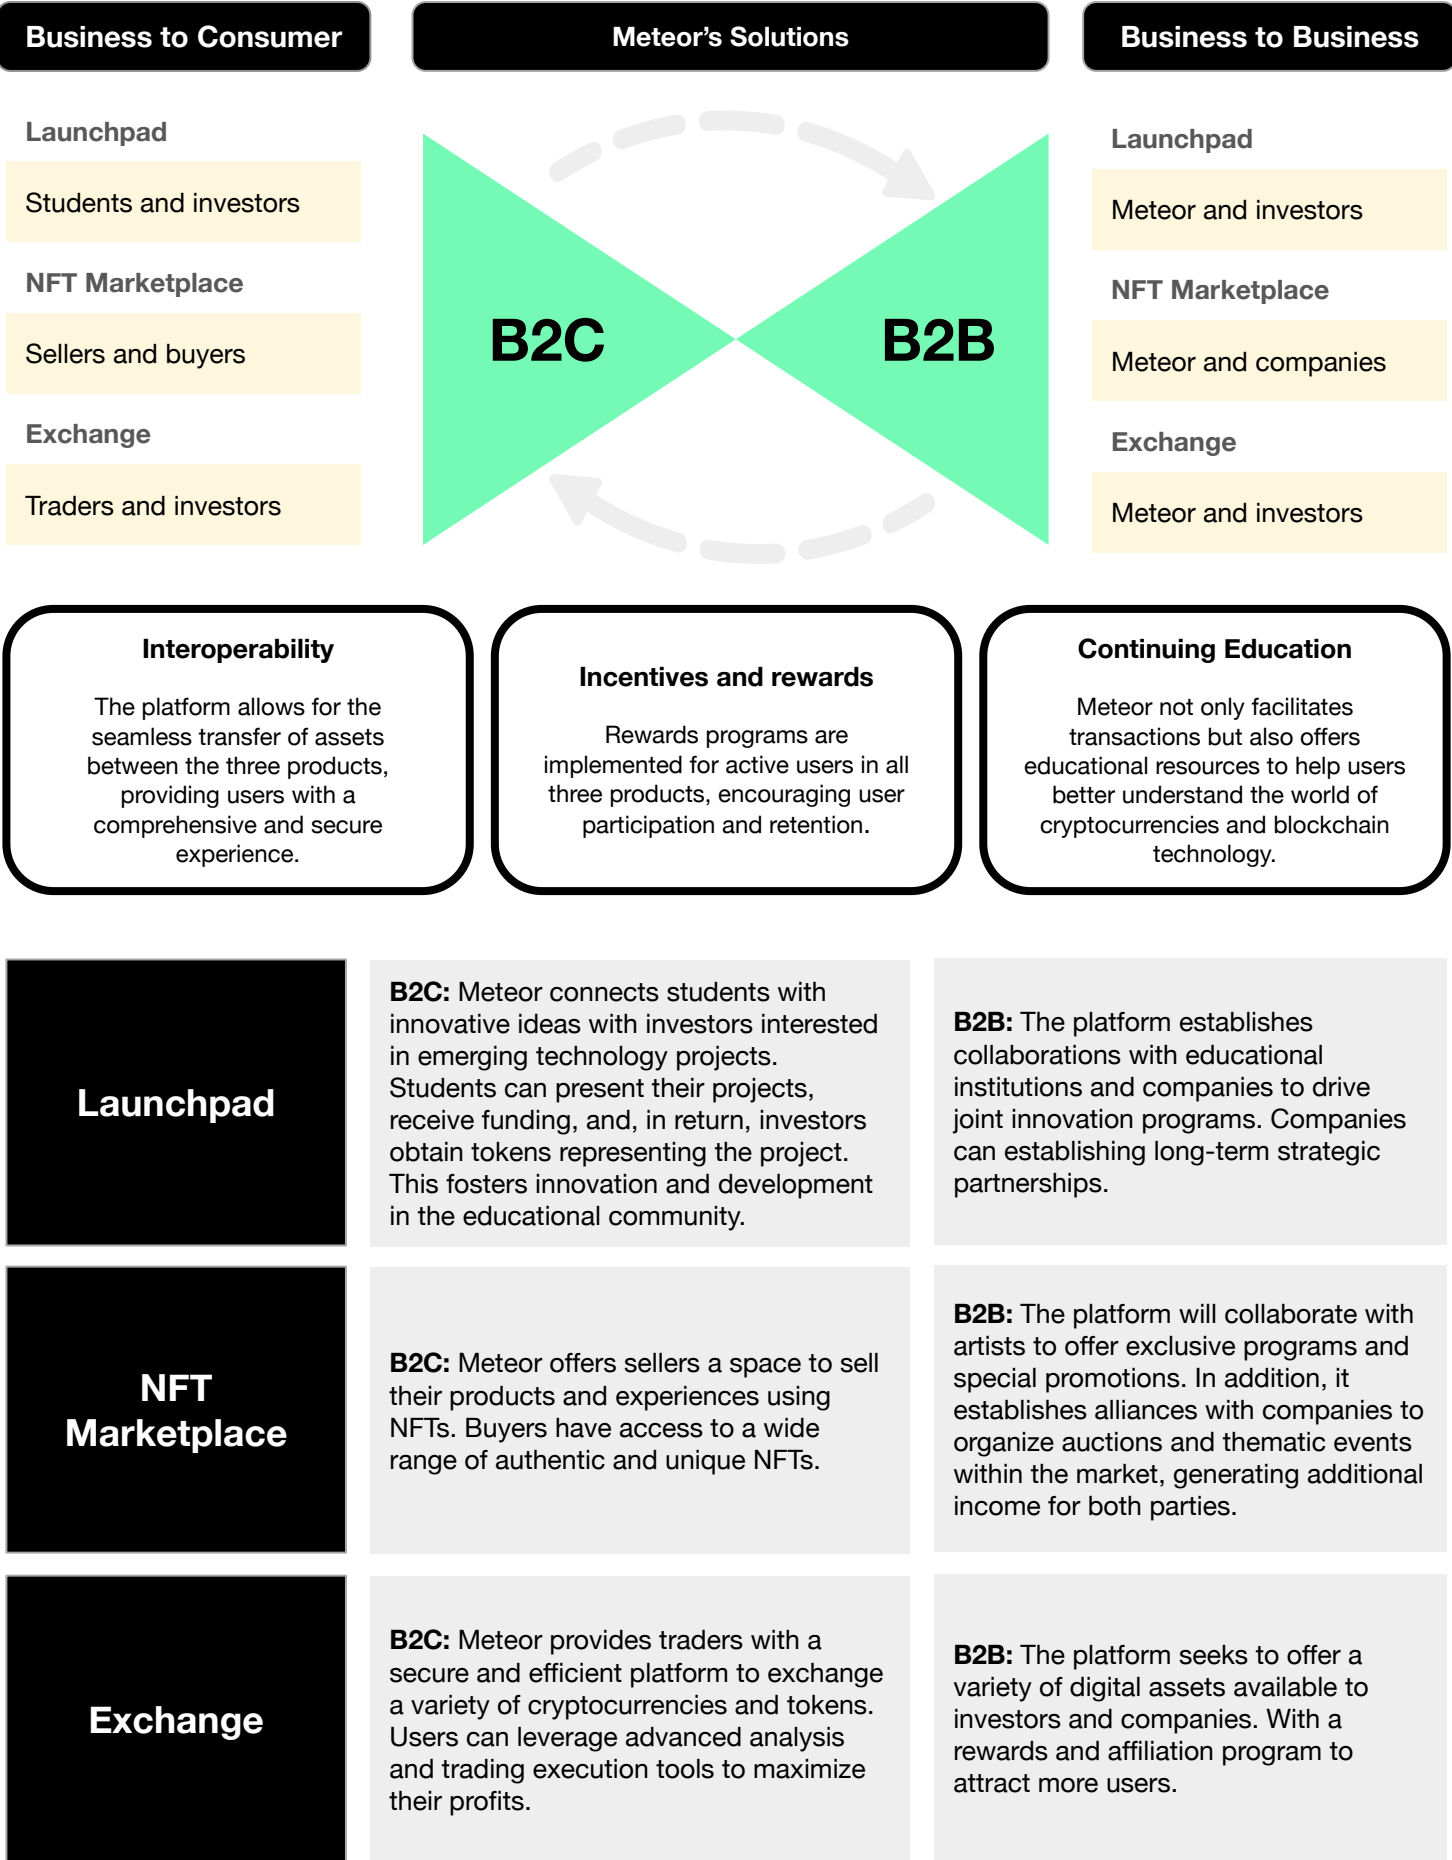 Business to Consumer
Meteor's Solutions
Business to Business
Launchpad
Students and investors
NFT Marketplace
Sellers and buyers
Exchange
Traders and investors
B2C
B2B
Launchpad
Meteor and investors
NFT Marketplace
Meteor and companies
Exchange
Meteor and investors
Interoperability
The platform allows for the
seamless transfer of assets
between the three products,
providing users with a
comprehensive and secure
experience.
Incentives and rewards
Rewards programs are
implemented for active users in all
three products, encouraging user
participation and retention.
Continuing Education
Meteor not only facilitates
transactions but also offers
educational resources to help users
better understand the world of
cryptocurrencies and blockchain
technology.
Launchpad
B2C: Meteor connects students with
innovative ideas with investors interested
in emerging technology projects.
Students can present their projects,
receive funding, and, in return, investors
obtain tokens representing the project.
This fosters innovation and development
in the educational community.
B2B: The platform establishes
collaborations with educational
institutions and companies to drive
joint innovation programs. Companies
can establishing long-term strategic
partnerships.
NFT
Marketplace
B2C: Meteor offers sellers a space to sell
their products and experiences using
NFTs. Buyers have access to a wide
range of authentic and unique NFTs.
B2B: The platform will collaborate with
artists to offer exclusive programs and
special promotions. In addition, it
establishes alliances with companies to
organize auctions and thematic events
within the market, generating additional
income for both parties.
Exchange
B2C: Meteor provides traders with a
secure and efficient platform to exchange
a variety of cryptocurrencies and tokens.
Users can leverage advanced analysis
and trading execution tools to maximize
their profits.
B2B: The platform seeks to offer a
variety of digital assets available to
investors and companies. With a
rewards and affiliation program to
attract more users.